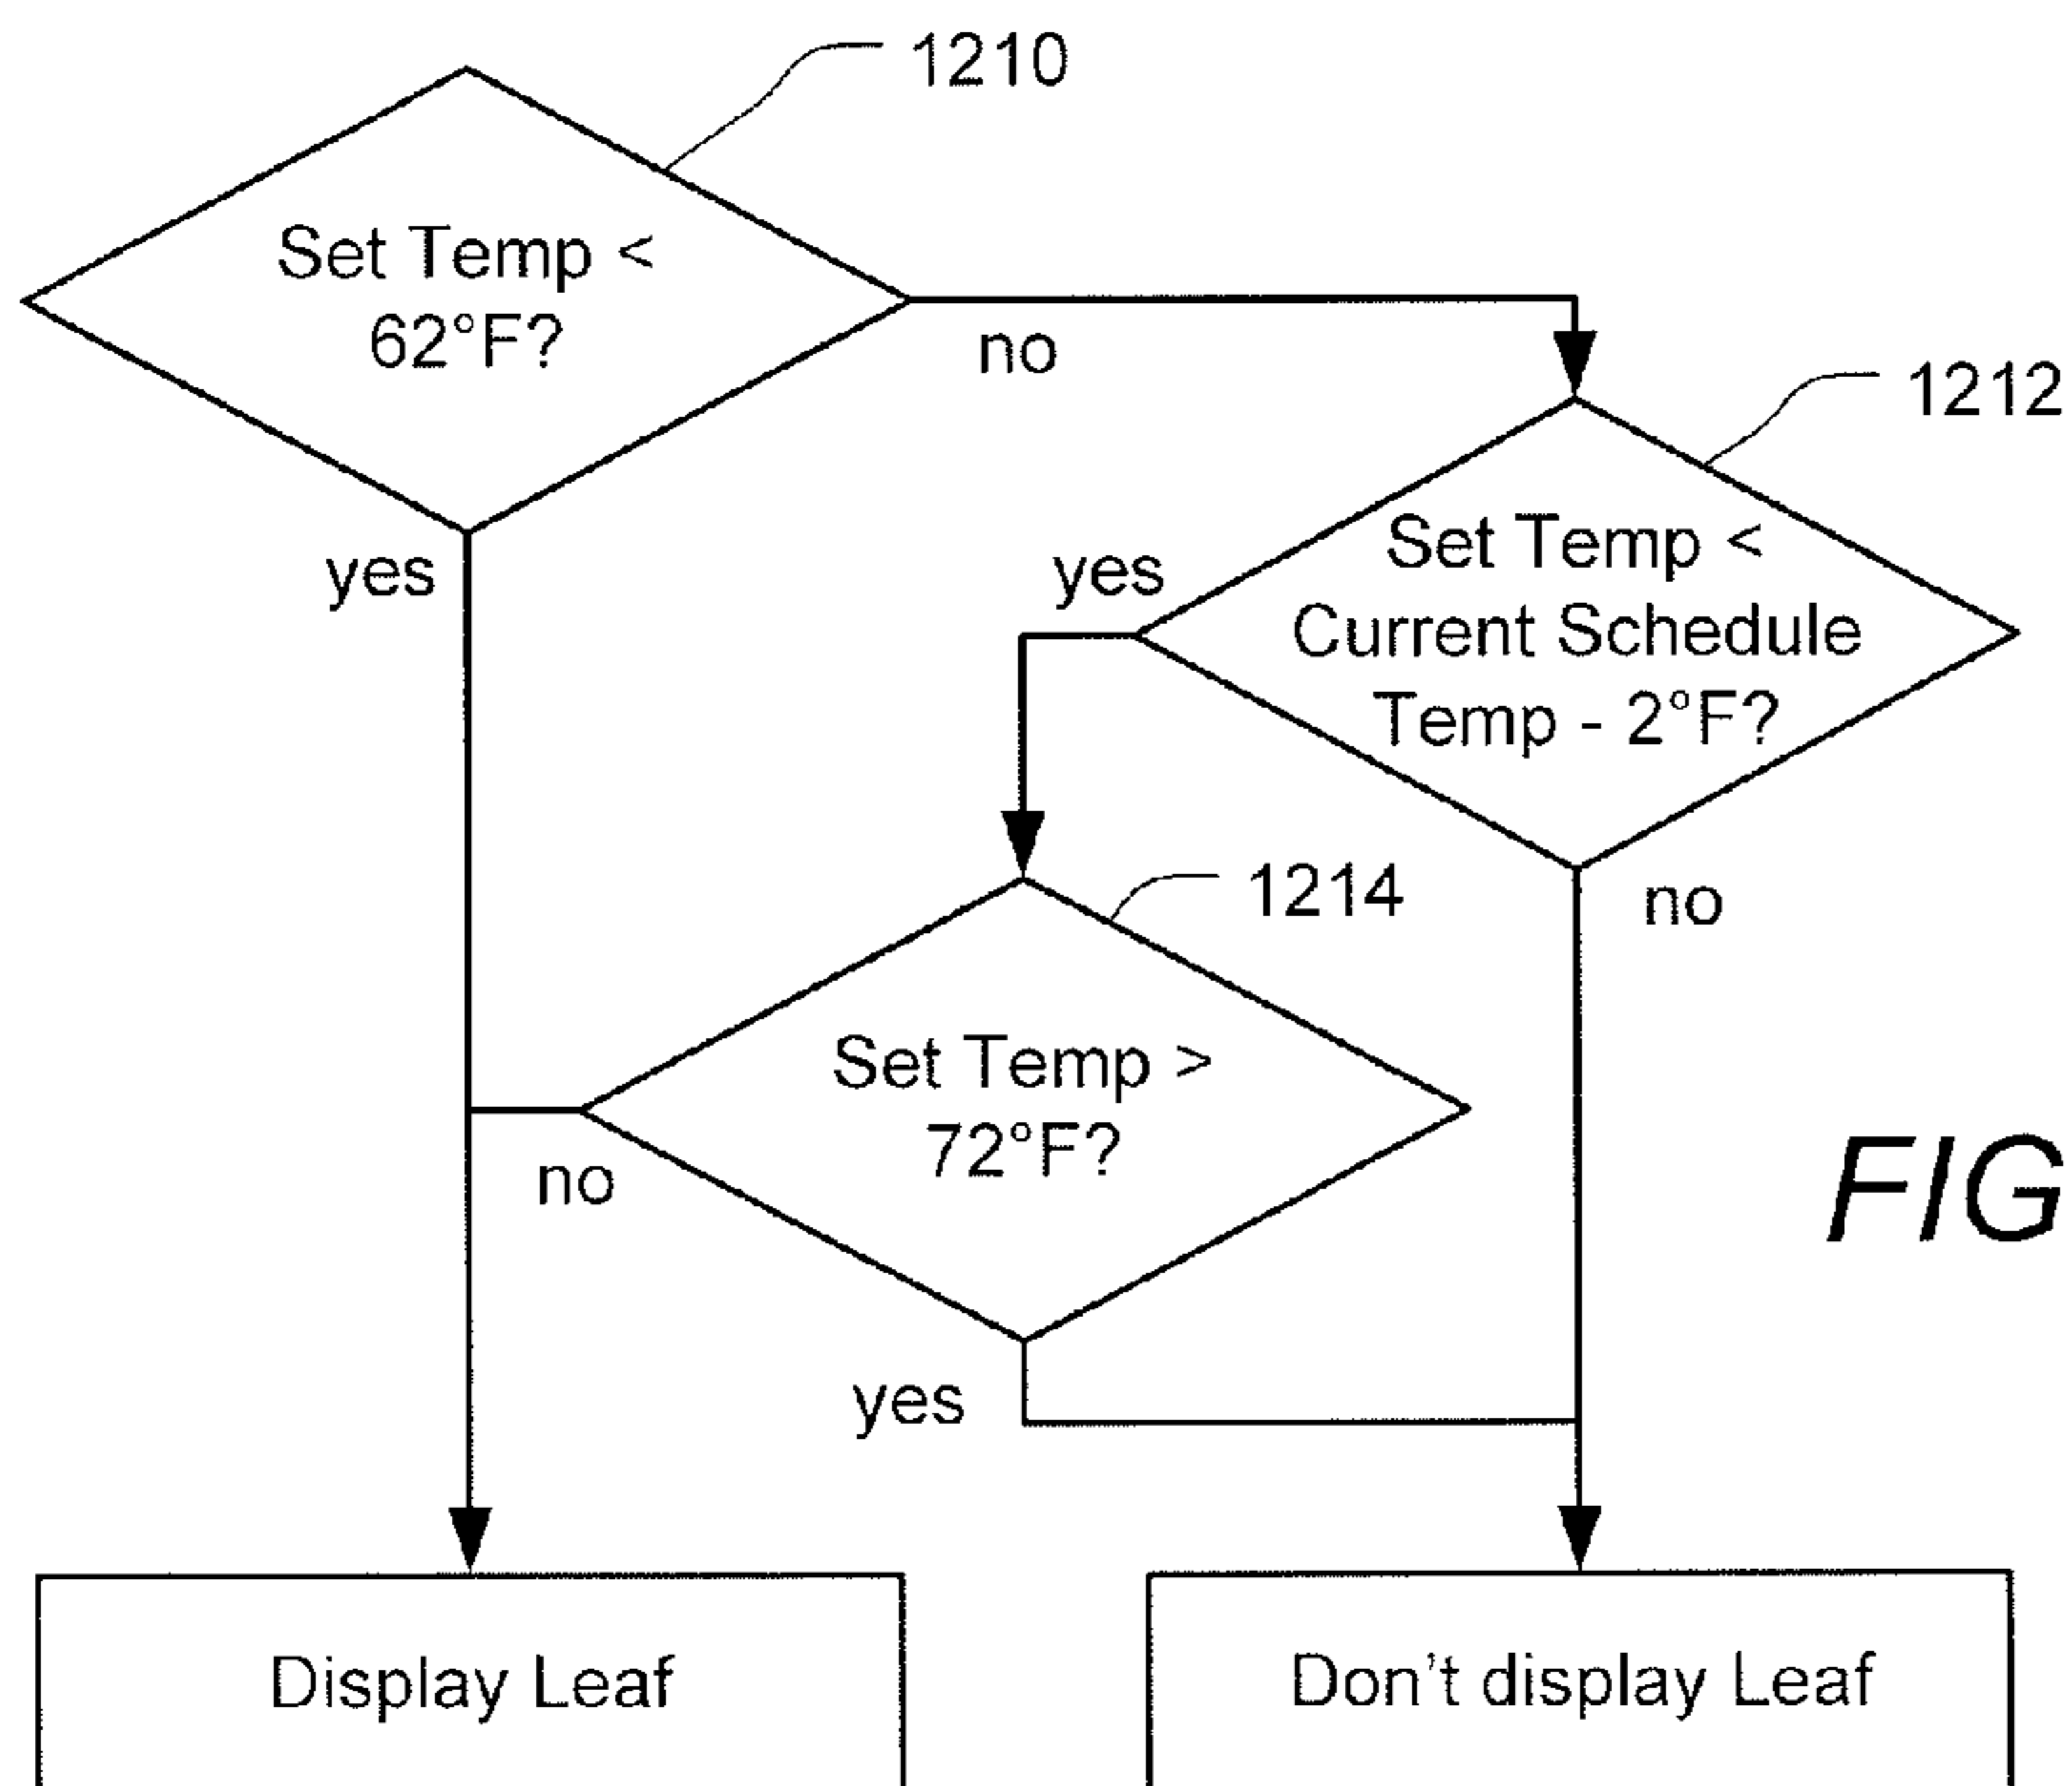 1210
Set Temp <
62°F?
no
1212
yes
Set Temp <
Current Schedule
Temp - 2°F?
yes
1214
no
Set Temp >
72°F?
no
FIG
yes
Display Leaf
Don't display Leaf